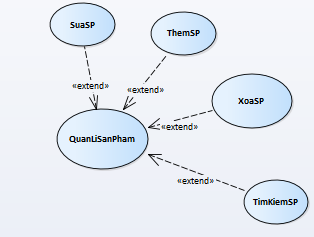 SuaSP
ThemSP
«extend»
«extend»
XoaSP
«extend»
QuanLiSanPham
«extend»
TimKiemSP